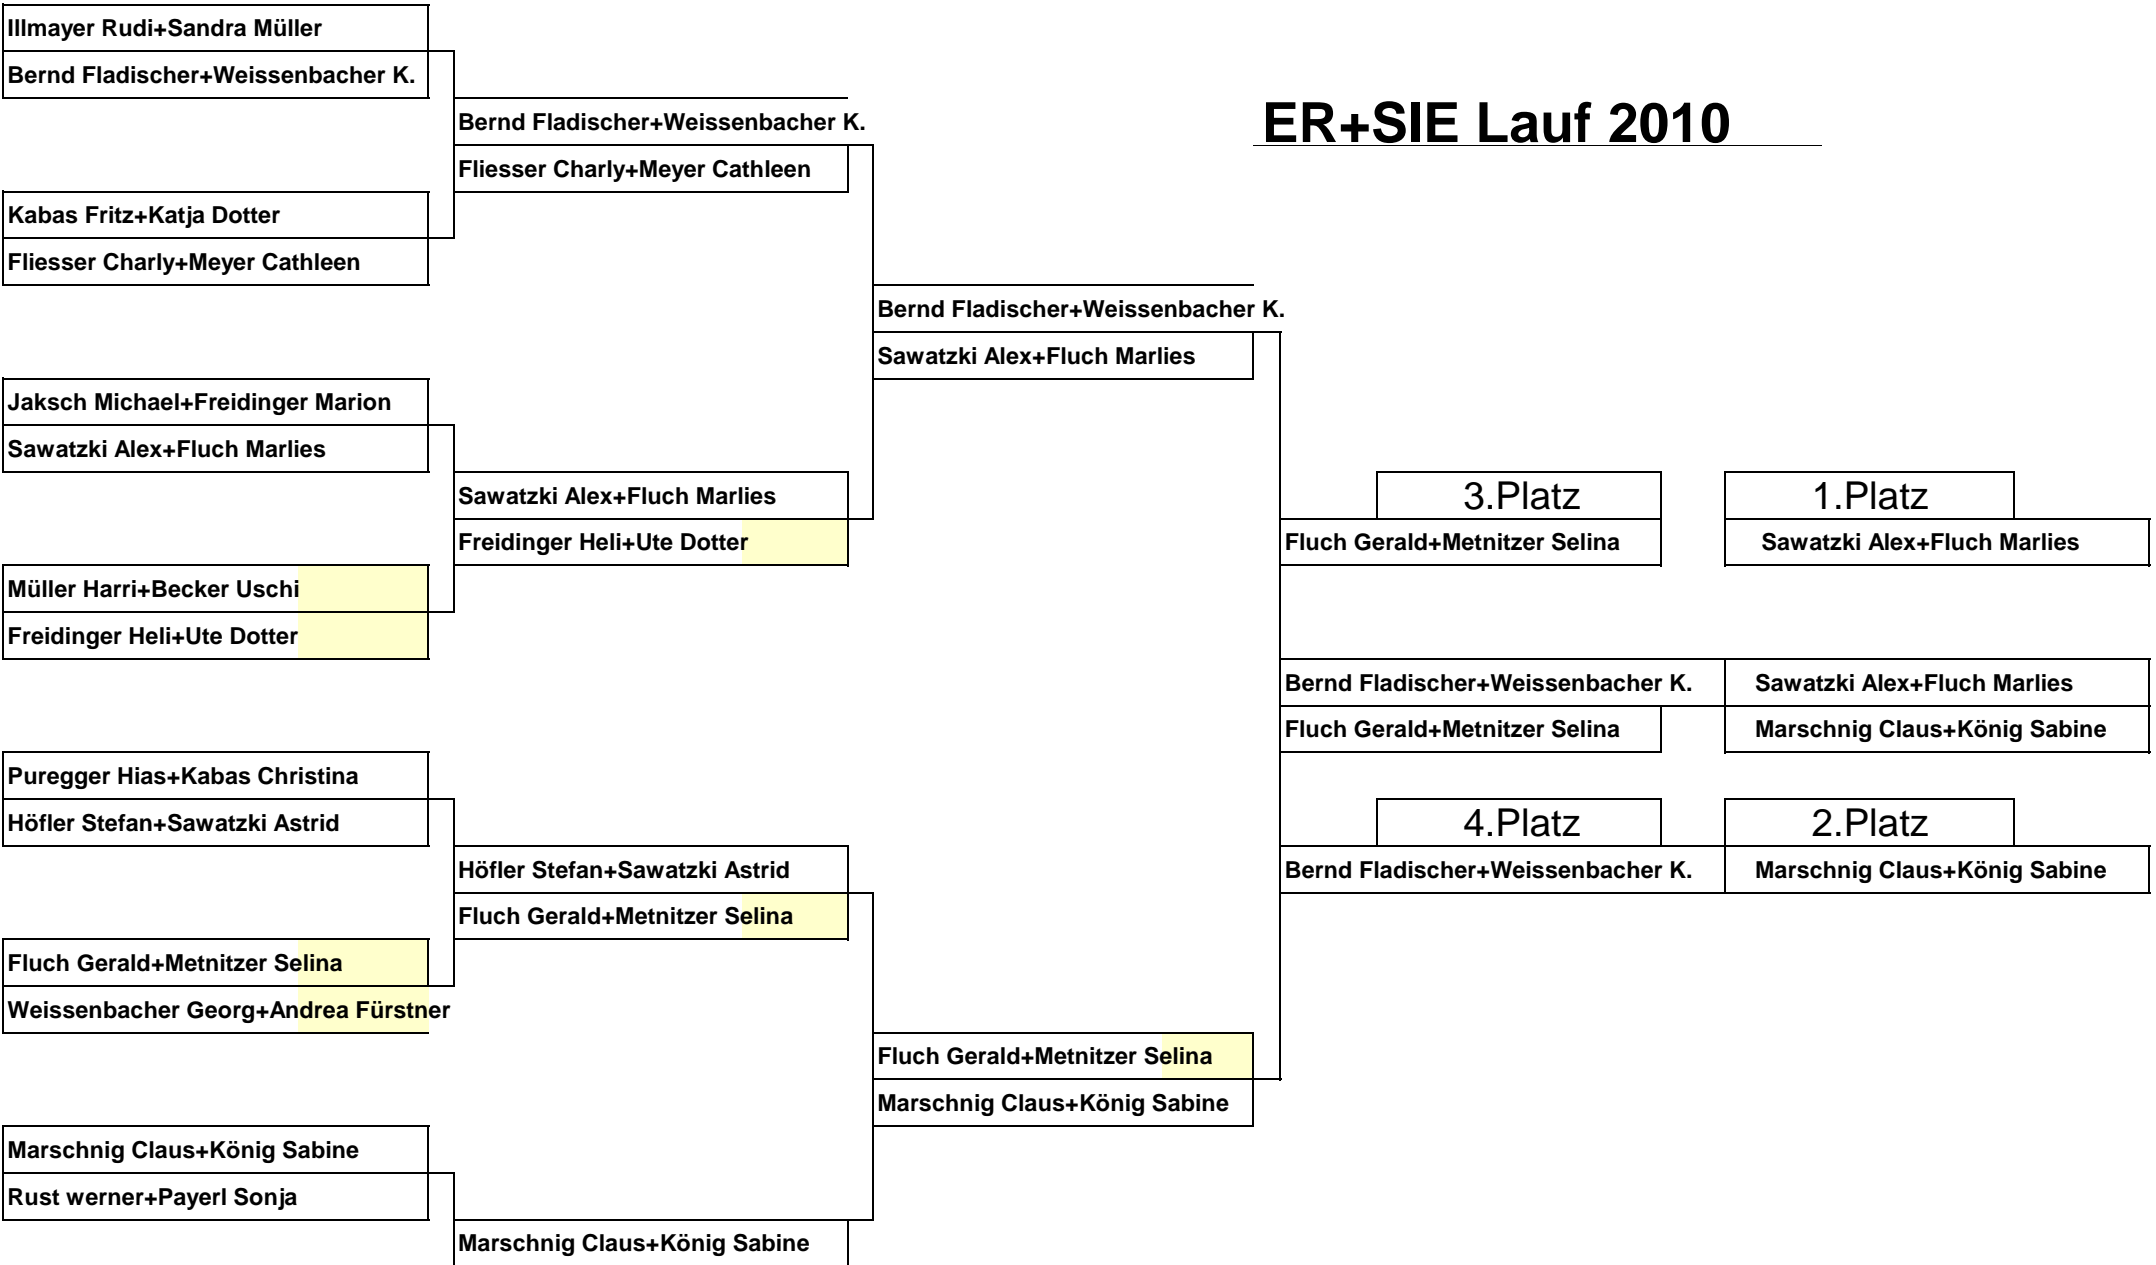 ER+SIE Lauf 2010
Illmayer Rudi+Sandra Müller
Bernd Fladischer+Weissenbacher K.
Kabas Fritz+Katja Dotter
Fliesser Charly+Meyer Cathleen
Jaksch Michael+Freidinger Marion
Sawatzki Alex+Fluch Marlies
Müller Harri+Becker Uschi
Freidinger Heli+Ute Dotter
Puregger Hias+Kabas Christina
Höfler Stefan+Sawatzki Astrid
Fluch Gerald+Metnitzer Selina
Weissenbacher Georg+Andrea Fürstner
Marschnig Claus+König Sabine
Rust werner+Payerl Sonja
Bernd Fladischer+Weissenbacher K.
Fliesser Charly+Meyer Cathleen
Sawatzki Alex+Fluch Marlies
Freidinger Heli+Ute Dotter
Höfler Stefan+Sawatzki Astrid
Fluch Gerald+Metnitzer Selina
Marschnig Claus+König Sabine
Bernd Fladischer+Weissenbacher K.
Sawatzki Alex+Fluch Marlies
Fluch Gerald+Metnitzer Selina
Marschnig Claus+König Sabine
3.Platz
Fluch Gerald+Metnitzer Selina
Bernd Fladischer+Weissenbacher K.
Fluch Gerald+Metnitzer Selina
4.Platz
Bernd Fladischer+Weissenbacher K.
1.Platz
Sawatzki Alex+Fluch Marlies
Sawatzki Alex+Fluch Marlies
Marschnig Claus+König Sabine
2.Platz
Marschnig Claus+König Sabine